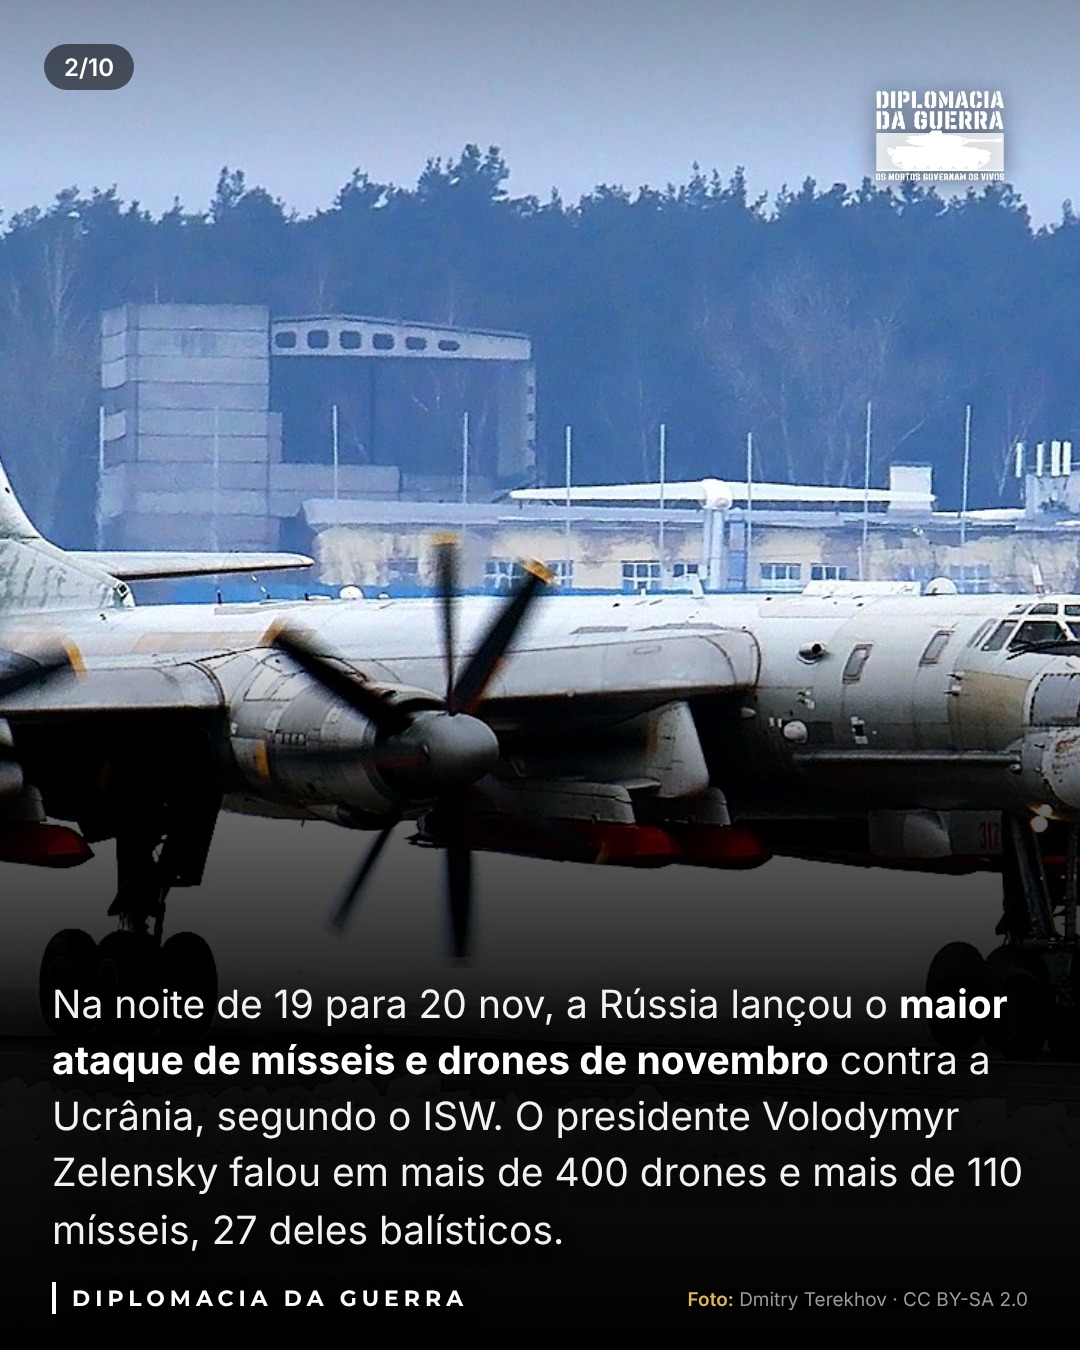 2/10
DIPLOMACIA
DA GUERRA
OS MORTOS GOVERNAM OS VIVOS
317
Na noite de 19 para 20 nov, a Rússia lançou o maior
ataque de mísseis e drones de novembro contra a
Ucrânia, segundo o ISW. O presidente Volodymyr
Zelensky falou em mais de 400 drones e mais de 110
mísseis, 27 deles balísticos.
DIPLOMACIA DA GUERRA
Foto: Dmitry Terekhov · CC BY-SA 2.0